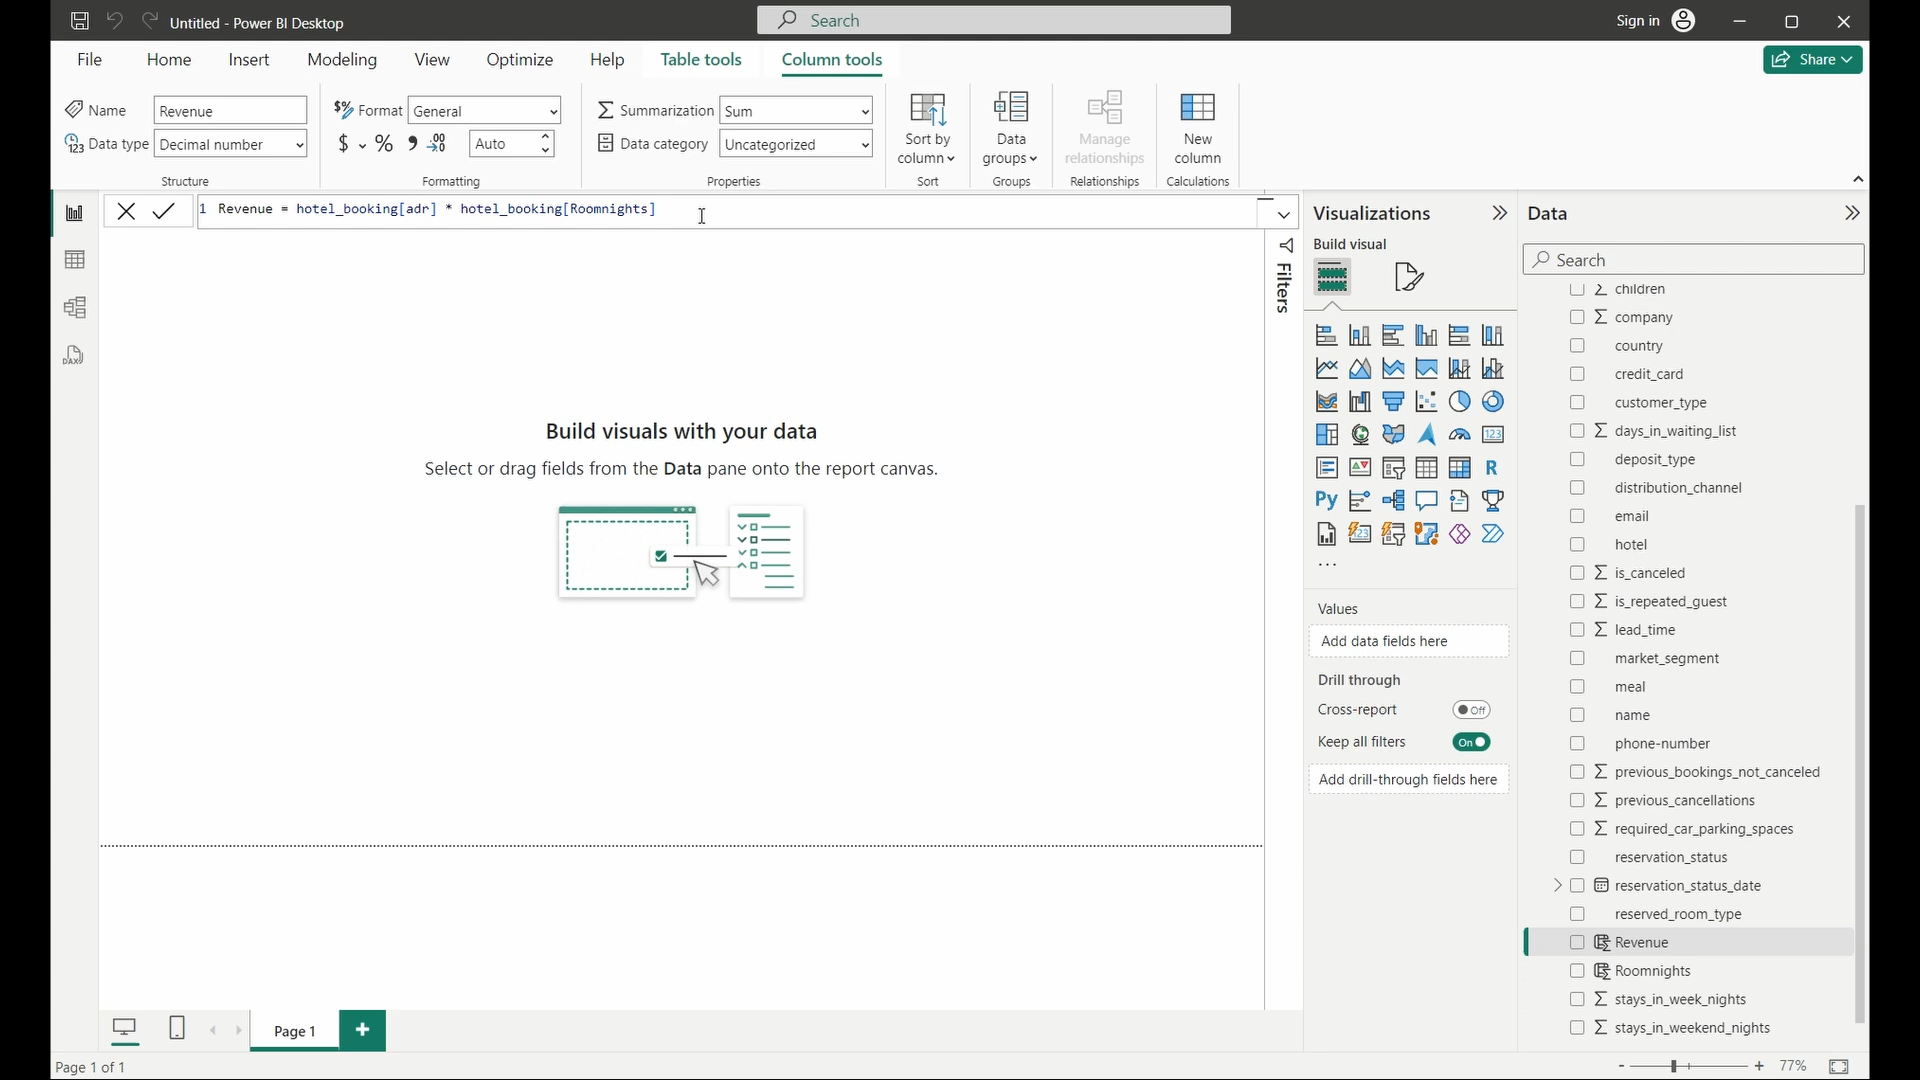 Untitled - Power BI Desktop
Search
Sign in
File
Home
Insert
Modeling
View
Optimize
Help
Table tools
Column tools
Share
Name
Revenue
Data type
Decimal number
Structure
Format
General
$
%
Auto
Formatting
Summarization
Sum
Data category
Uncategorized
Properties
Sort by
column
Sort
Data
groups
Groups
Manage
relationships
Relationships
New
column
Calculations
1 Revenue = hotel_booking[adr] * hotel_booking[Roomnights]
Build visuals with your data
Select or drag fields from the Data pane onto the report canvas.
Filters
Visualizations
Build visual
123
R
Py
123
...
Values
Add data fields here
Drill through
Cross-report
Off
Keep all filters
On
Add drill-through fields here
Data
Search
children
company
country
credit_card
customer_type
days_in_waiting_list
deposit_type
distribution_channel
email
hotel
is_canceled
is_repeated_guest
lead_time
market_segment
meal
name
phone-number
previous_bookings_not_canceled
previous_cancellations
required_car_parking_spaces
reservation_status
reservation_status_date
reserved_room_type
Revenue
Roomnights
stays_in_week_nights
stays_in_weekend_nights
DAX
Page 1
Page 1 of 1
- + 77%